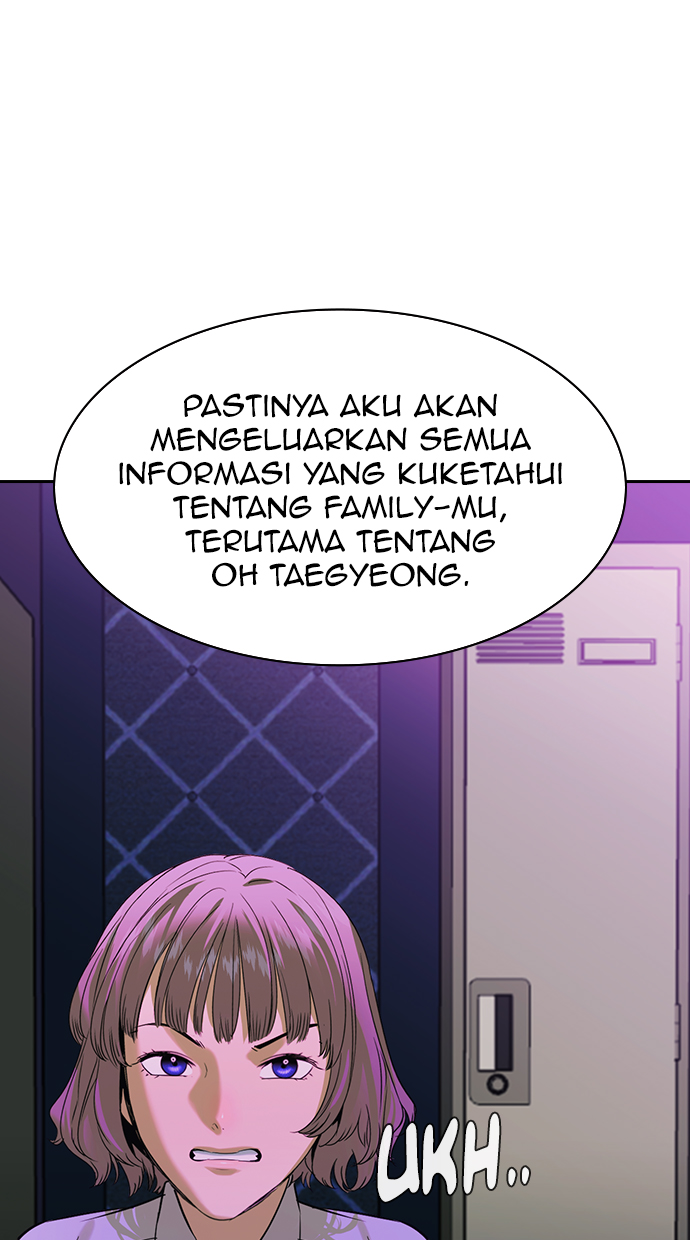 PASTINYA AKU AKAN
MENGELUARKAN SEMUA
INFORMASI YANG KUKETAHUI
TENTANG FAMILY-MU,
TERUTAMA TENTANG
OH TAEGYEONG.
UKH..